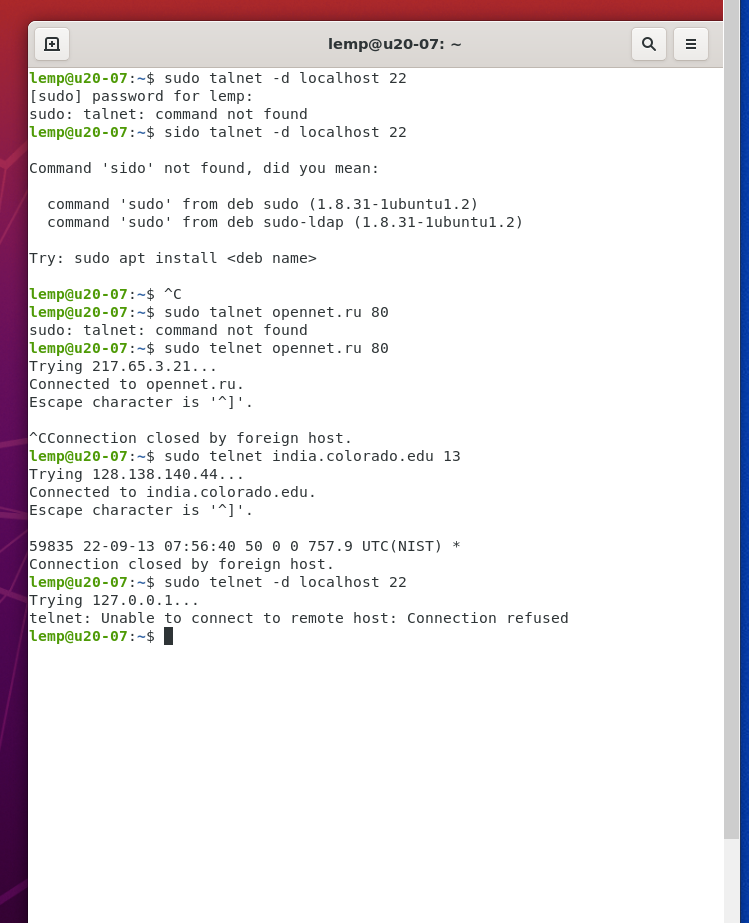 lemp@u20-07: ~
lemp@u20-07:~$ sudo talnet -d localhost 22
[sudo] password for lemp:
sudo: talnet: command not found
lemp@u20-07:~$ sido talnet -d localhost 22
Command 'sido' not found, did you mean:
  command 'sudo' from deb sudo (1.8.31-1ubuntu1.2)
  command 'sudo' from deb sudo-ldap (1.8.31-1ubuntu1.2)
Try: sudo apt install <deb name>
lemp@u20-07:~$ ^C
lemp@u20-07:~$ sudo talnet opennet.ru 80
sudo: talnet: command not found
lemp@u20-07:~$ sudo telnet opennet.ru 80
Trying 217.65.3.21...
Connected to opennet.ru.
Escape character is '^]'.
^CConnection closed by foreign host.
lemp@u20-07:~$ sudo telnet india.colorado.edu 13
Trying 128.138.140.44...
Connected to india.colorado.edu.
Escape character is '^]'.
59835 22-09-13 07:56:40 50 0 0 757.9 UTC(NIST) *
Connection closed by foreign host.
lemp@u20-07:~$ sudo telnet -d localhost 22
Trying 127.0.0.1...
telnet: Unable to connect to remote host: Connection refused
lemp@u20-07:~$